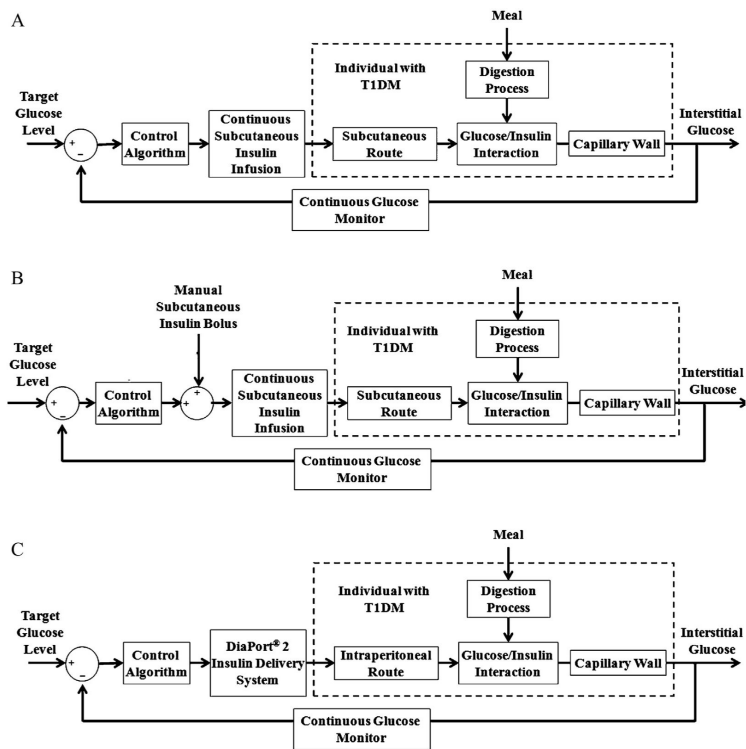 A
Meal
Individual with
T1DM
Digestion
Process
Target
Glucose
Level
+
−
Control
Algorithm
Continuous
Subcutaneous
Insulin
Infusion
Subcutaneous
Route
Glucose/Insulin
Interaction
Capillary Wall
Interstitial
Glucose
Continuous Glucose
Monitor
B
Manual
Subcutaneous
Insulin Bolus
Meal
Individual with
T1DM
Digestion
Process
Target
Glucose
Level
+
−
Control
Algorithm
+
+
Continuous
Subcutaneous
Insulin
Infusion
Subcutaneous
Route
Glucose/Insulin
Interaction
Capillary Wall
Interstitial
Glucose
Continuous Glucose
Monitor
C
Meal
Individual with
T1DM
Digestion
Process
Target
Glucose
Level
+
−
Control
Algorithm
DiaPort® 2
Insulin Delivery
System
Intraperitoneal
Route
Glucose/Insulin
Interaction
Capillary Wall
Interstitial
Glucose
Continuous Glucose
Monitor